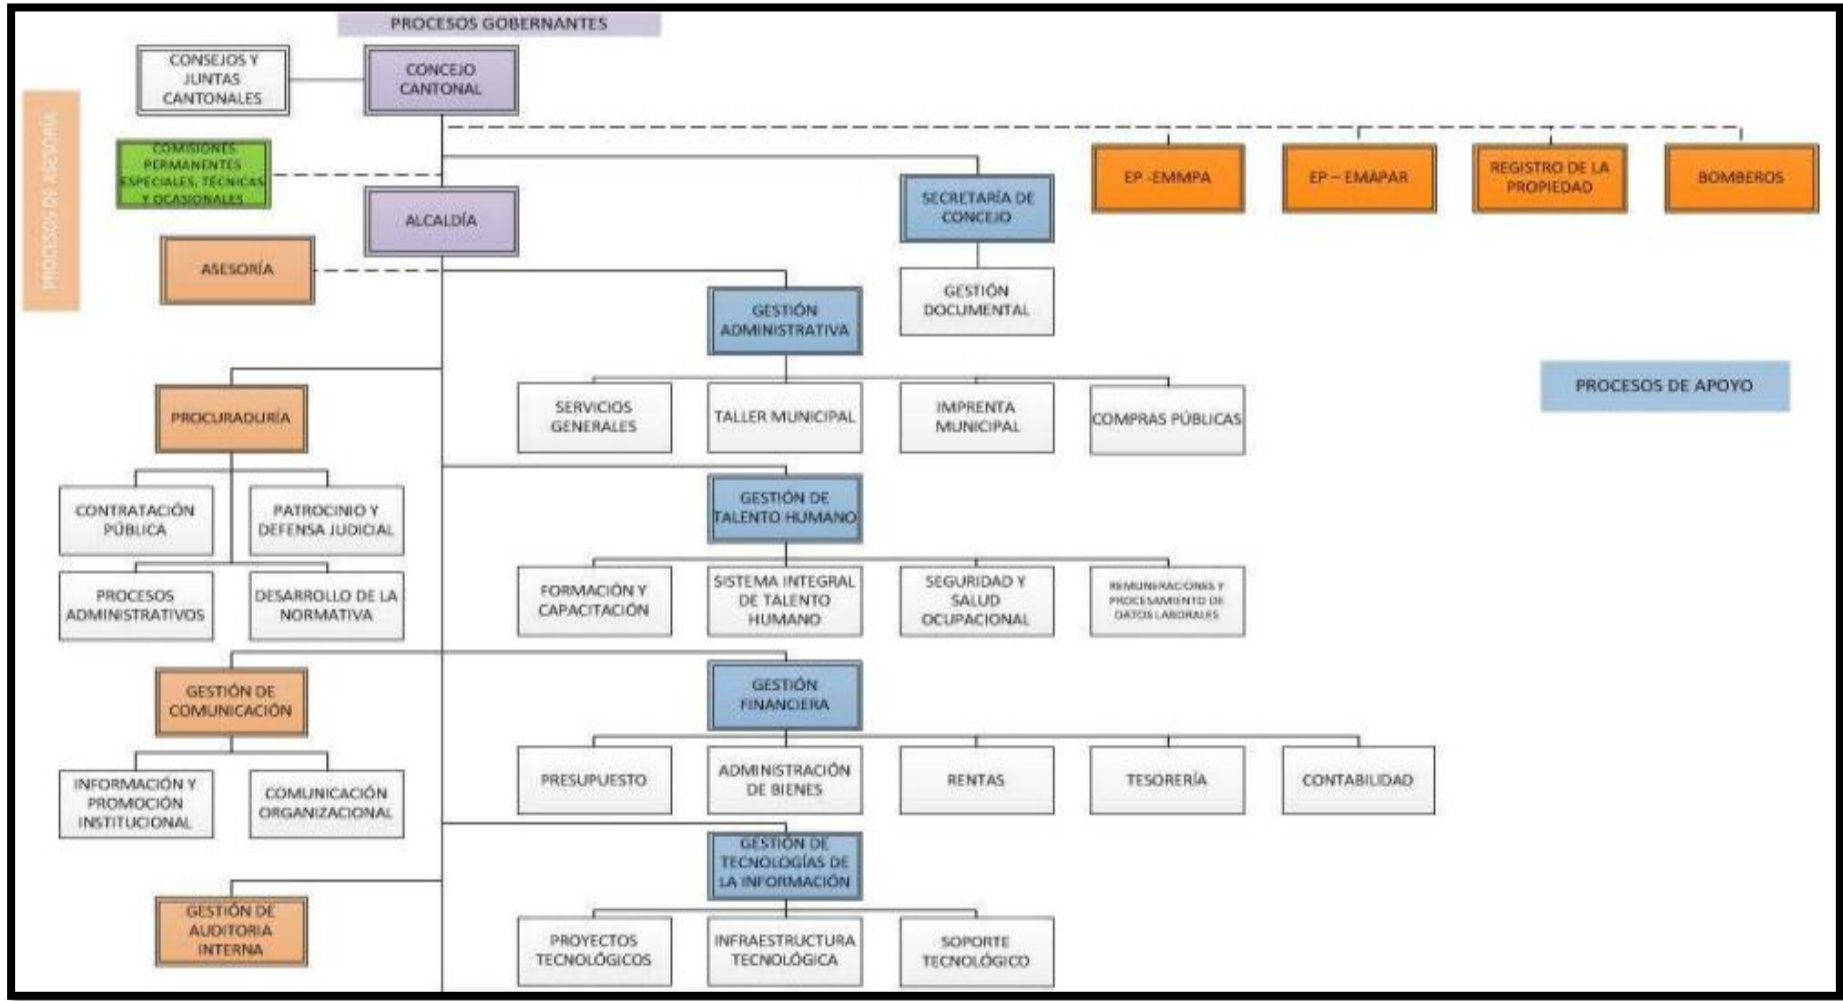 PROCESOS GOBERNANTES
CONSEJOS Y
JUNTAS
CANTONALES
CONCEJO
CANTONAL
PROCESOS DE ASESORÍA
COMISIONES
PERMANENTES
ESPECIALES, TÉCNICAS
Y OCASIONALES
ALCALDÍA
SECRETARÍA DE
CONCEJO
EP -EMMPA
EP – EMAPAR
REGISTRO DE LA
PROPIEDAD
BOMBEROS
ASESORÍA
GESTIÓN
DOCUMENTAL
GESTIÓN
ADMINISTRATIVA
PROCESOS DE APOYO
PROCURADURÍA
SERVICIOS
GENERALES
TALLER MUNICIPAL
IMPRENTA
MUNICIPAL
COMPRAS PÚBLICAS
CONTRATACIÓN
PÚBLICA
PATROCINIO Y
DEFENSA JUDICIAL
GESTIÓN DE
TALENTO HUMANO
PROCESOS
ADMINISTRATIVOS
DESARROLLO DE LA
NORMATIVA
FORMACIÓN Y
CAPACITACIÓN
SISTEMA INTEGRAL
DE TALENTO
HUMANO
SEGURIDAD Y
SALUD
OCUPACIONAL
REMUNERACIONES Y
PROCESAMIENTO DE
DATOS LABORALES
GESTIÓN DE
COMUNICACIÓN
GESTIÓN
FINANCIERA
INFORMACIÓN Y
PROMOCIÓN
INSTITUCIONAL
COMUNICACIÓN
ORGANIZACIONAL
PRESUPUESTO
ADMINISTRACIÓN
DE BIENES
RENTAS
TESORERÍA
CONTABILIDAD
GESTIÓN DE
TECNOLOGÍAS DE
LA INFORMACIÓN
GESTIÓN DE
AUDITORIA
INTERNA
PROYECTOS
TECNOLÓGICOS
INFRAESTRUCTURA
TECNOLÓGICA
SOPORTE
TECNOLÓGICO